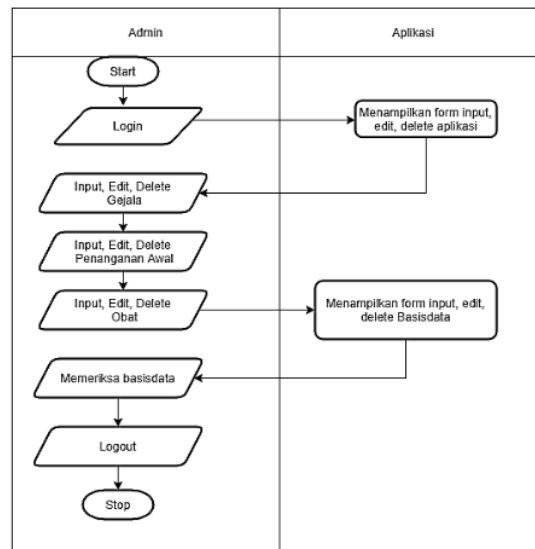 Admin
Aplikasi
Start
Login
Menampilkan form input,
edit, delete aplikasi
Input, Edit, Delete
Gejala
Input, Edit, Delete
Penanganan Awal
Input, Edit, Delete
Obat
Menampilkan form input, edit,
delete Basisdata
Memeriksa basisdata
Logout
Stop